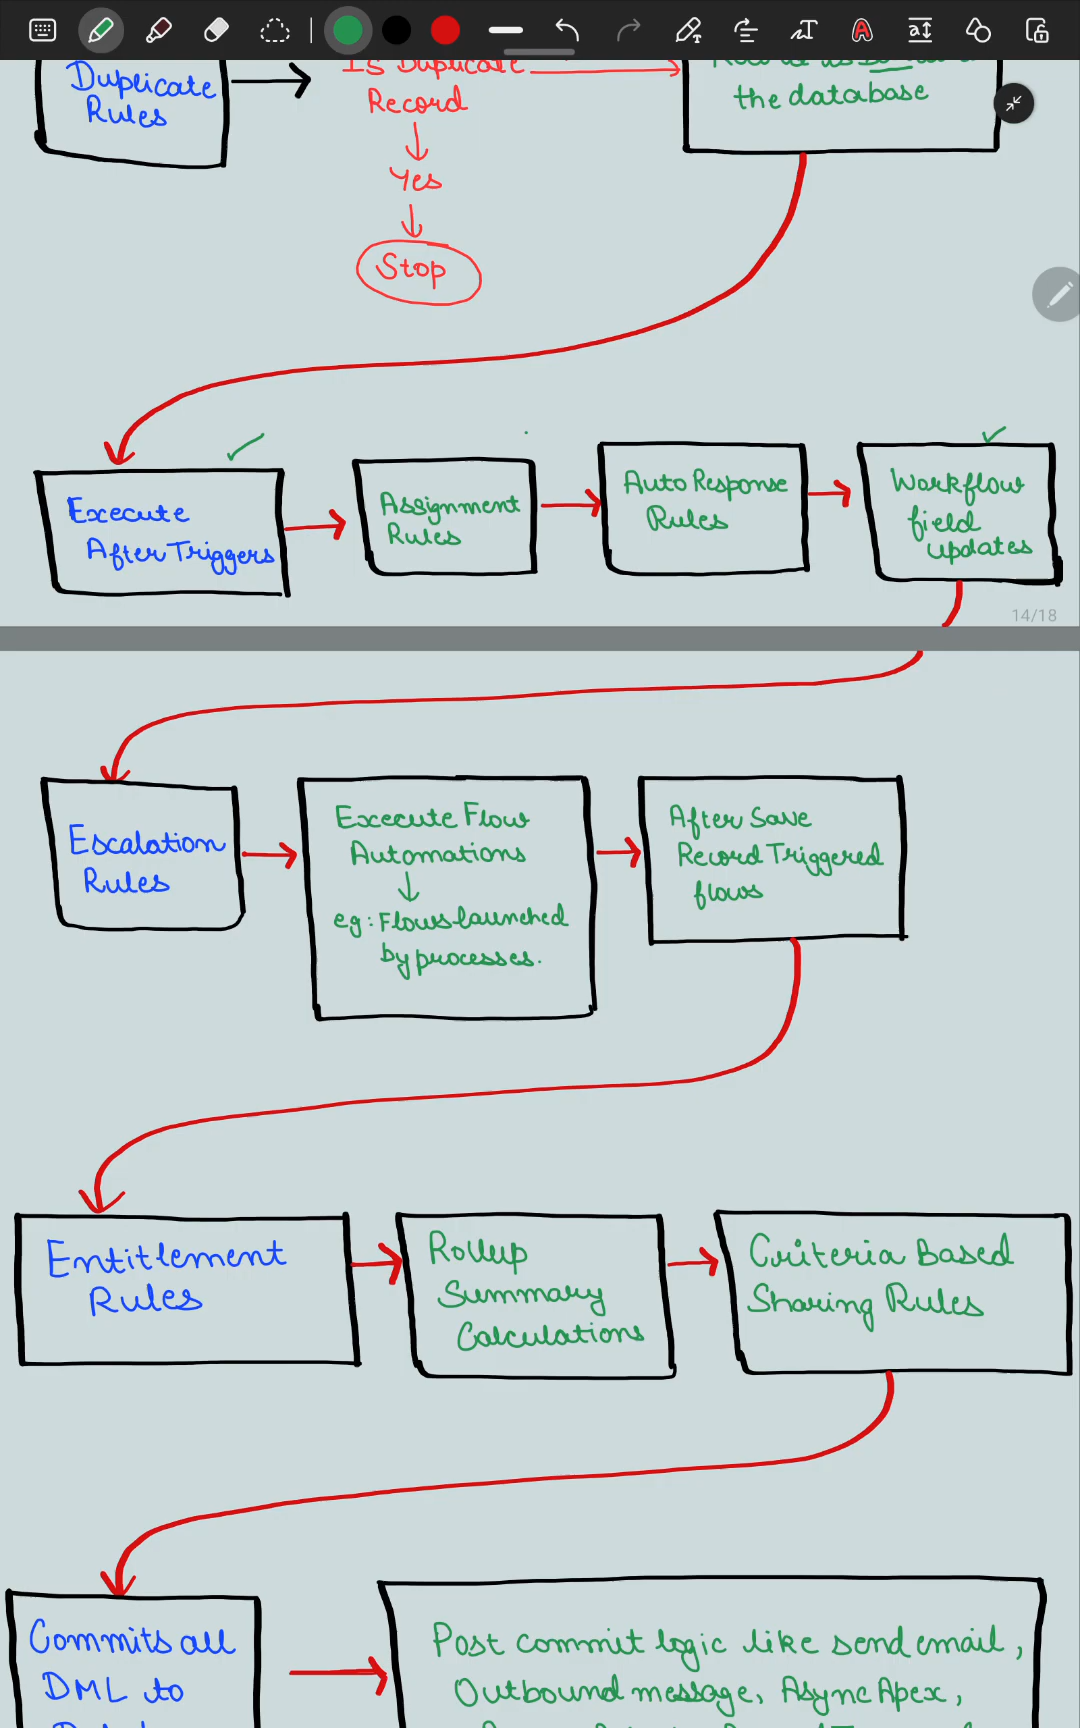 Duplicate
Rules
Is Duplicate
Record
Yes
Stop
the database
Execute
After Triggers
Assignment
Rules
Auto Response
Rules
Workflow
field
updates
14/18
Escalation
Rules
Execute Flow
Automations
eg: Flows launched
by processes.
After Save
Record Triggered
flows
Entitlement
Rules
Rollup
Summary
Calculations
Criteria Based
Sharing Rules
Commits all
DML to
Post commit logic like send email,
Outbound message, Async Apex,